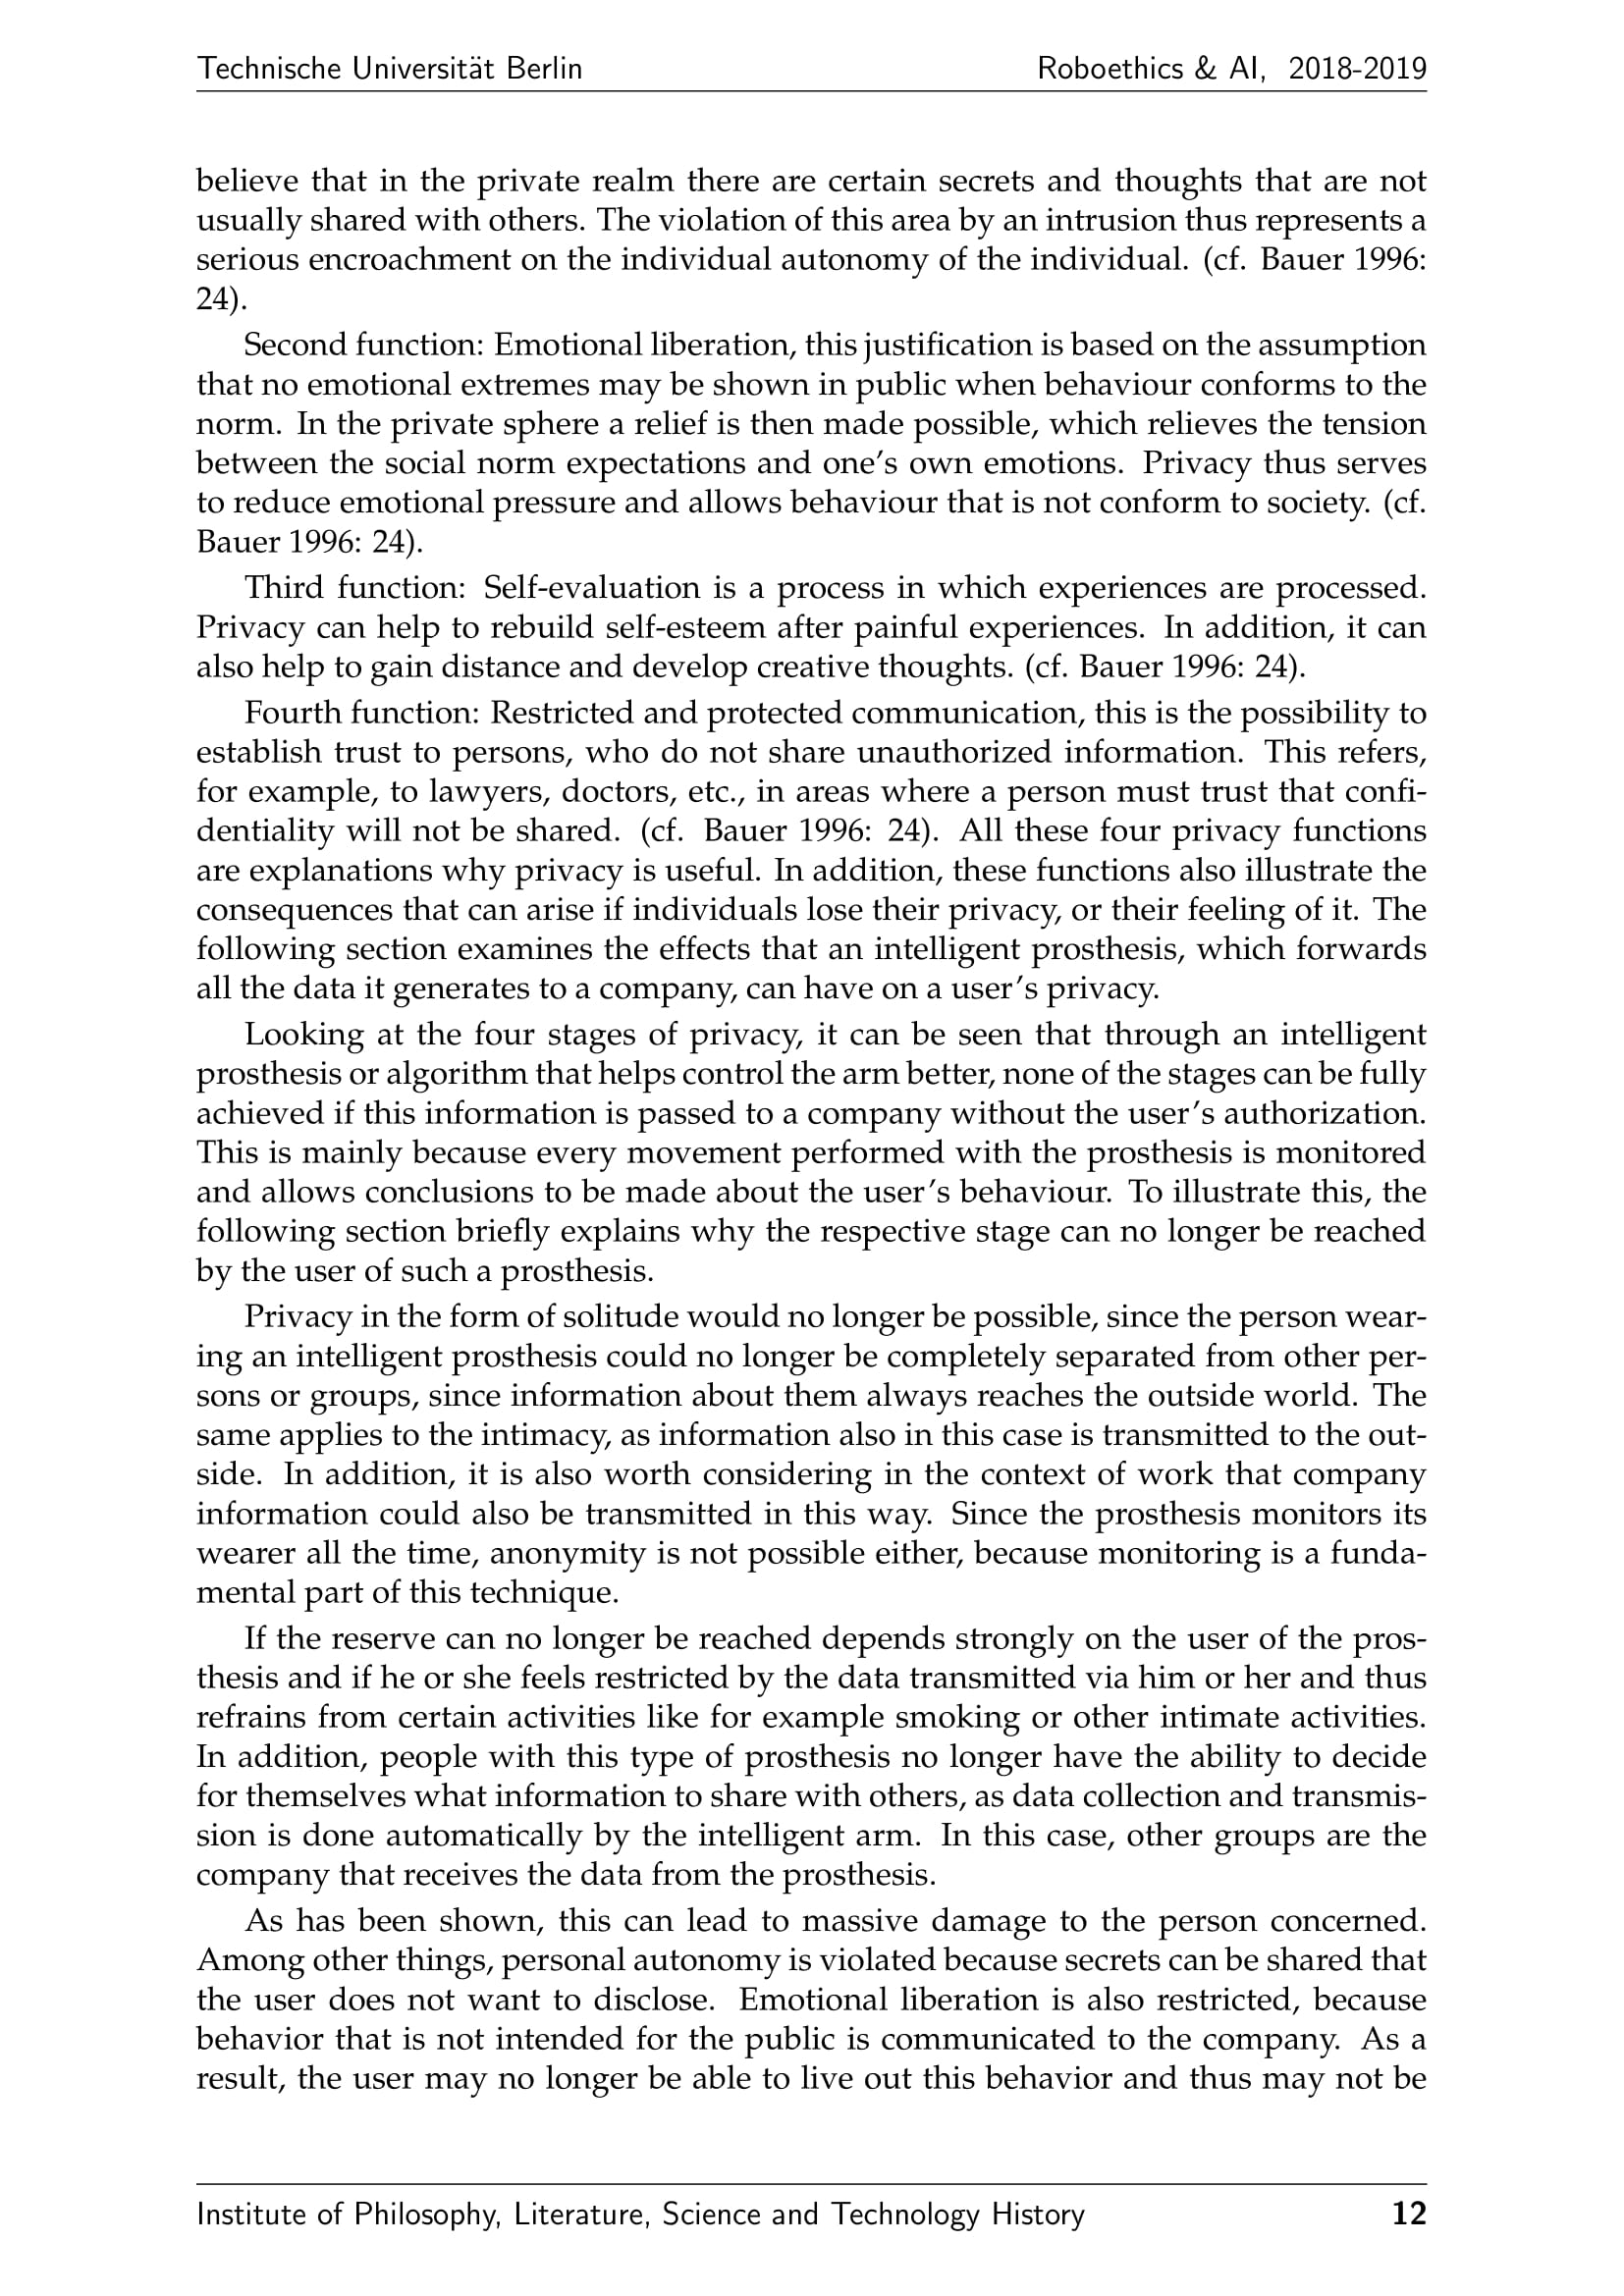 Technische Universität Berlin Roboethics & AI, 2018-2019
believe that in the private realm there are certain secrets and thoughts that are not
usually shared with others. The violation of this area by an intrusion thus represents a
serious encroachment on the individual autonomy of the individual. (cf. Bauer 1996:
24).
Second function: Emotional liberation, this justification is based on the assumption
that no emotional extremes may be shown in public when behaviour conforms to the
norm. In the private sphere a relief is then made possible, which relieves the tension
between the social norm expectations and one's own emotions. Privacy thus serves
to reduce emotional pressure and allows behaviour that is not conform to society. (cf.
Bauer 1996: 24).
Third function: Self-evaluation is a process in which experiences are processed.
Privacy can help to rebuild self-esteem after painful experiences. In addition, it can
also help to gain distance and develop creative thoughts. (cf. Bauer 1996: 24).
Fourth function: Restricted and protected communication, this is the possibility to
establish trust to persons, who do not share unauthorized information. This refers,
for example, to lawyers, doctors, etc., in areas where a person must trust that confi-
dentiality will not be shared. (cf. Bauer 1996: 24). All these four privacy functions
are explanations why privacy is useful. In addition, these functions also illustrate the
consequences that can arise if individuals lose their privacy, or their feeling of it. The
following section examines the effects that an intelligent prosthesis, which forwards
all the data it generates to a company, can have on a user's privacy.
Looking at the four stages of privacy, it can be seen that through an intelligent
prosthesis or algorithm that helps control the arm better, none of the stages can be fully
achieved if this information is passed to a company without the user's authorization.
This is mainly because every movement performed with the prosthesis is monitored
and allows conclusions to be made about the user's behaviour. To illustrate this, the
following section briefly explains why the respective stage can no longer be reached
by the user of such a prosthesis.
Privacy in the form of solitude would no longer be possible, since the person wear-
ing an intelligent prosthesis could no longer be completely separated from other per-
sons or groups, since information about them always reaches the outside world. The
same applies to the intimacy, as information also in this case is transmitted to the out-
side. In addition, it is also worth considering in the context of work that company
information could also be transmitted in this way. Since the prosthesis monitors its
wearer all the time, anonymity is not possible either, because monitoring is a funda-
mental part of this technique.
If the reserve can no longer be reached depends strongly on the user of the pros-
thesis and if he or she feels restricted by the data transmitted via him or her and thus
refrains from certain activities like for example smoking or other intimate activities.
In addition, people with this type of prosthesis no longer have the ability to decide
for themselves what information to share with others, as data collection and transmis-
sion is done automatically by the intelligent arm. In this case, other groups are the
company that receives the data from the prosthesis.
As has been shown, this can lead to massive damage to the person concerned.
Among other things, personal autonomy is violated because secrets can be shared that
the user does not want to disclose. Emotional liberation is also restricted, because
behavior that is not intended for the public is communicated to the company. As a
result, the user may no longer be able to live out this behavior and thus may not be
Institute of Philosophy, Literature, Science and Technology History 12